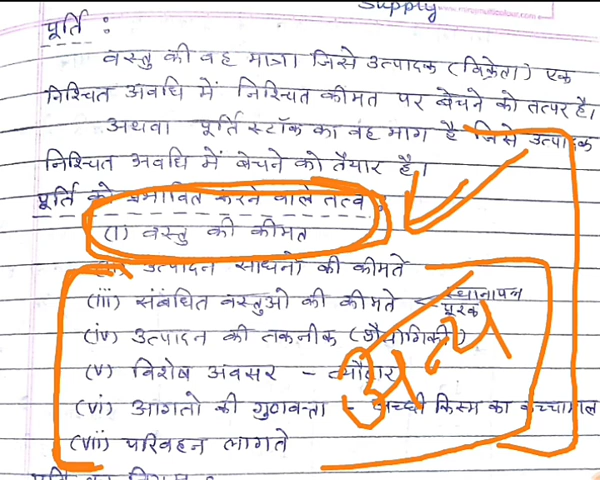 Supply
पूर्ति :
वस्तु की वह मात्रा जिसे उत्पादक (विक्रेता) एक
निश्चित अवधि में निश्चित कीमत पर बेचने को तत्पर है।
अथवा पूर्ति स्टॉक का वह भाग है जिसे उत्पादक
निश्चित अवधि में बेचने को तैयार है।
पूर्ति को प्रभावित करने वाले तत्व
(i) वस्तु की कीमत
उत्पादन साधनो की कीमतें
(iii) संबंधित वस्तुओ की कीमतें < स्थानापन्न
पूरक
(iv) उत्पादन की तकनीक (प्रौद्योगिकी)
(v) विशेष अवसर - त्यौहार
(vi) आगतो की गुणवत्ता - अच्छी किस्म का कच्चामाल
(vii) परिवहन लागते